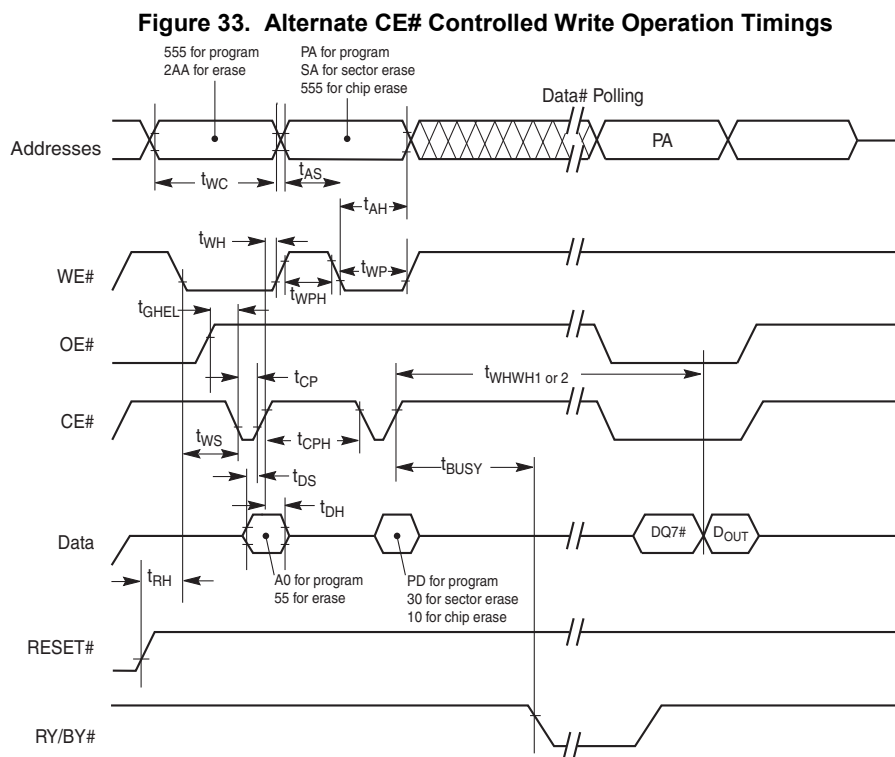 Figure 33. Alternate CE# Controlled Write Operation Timings
555 for program
2AA for erase
PA for program
SA for sector erase
555 for chip erase
Data# Polling
Addresses
PA
tWC
tAS
tAH
tWH
tWP
WE#
tWPH
tGHEL
OE#
tCP
tWHWH1 or 2
CE#
tWS
tCPH
tBUSY
tDS
tDH
Data
DQ7#
DOUT
tRH
A0 for program
55 for erase
PD for program
30 for sector erase
10 for chip erase
RESET#
RY/BY#